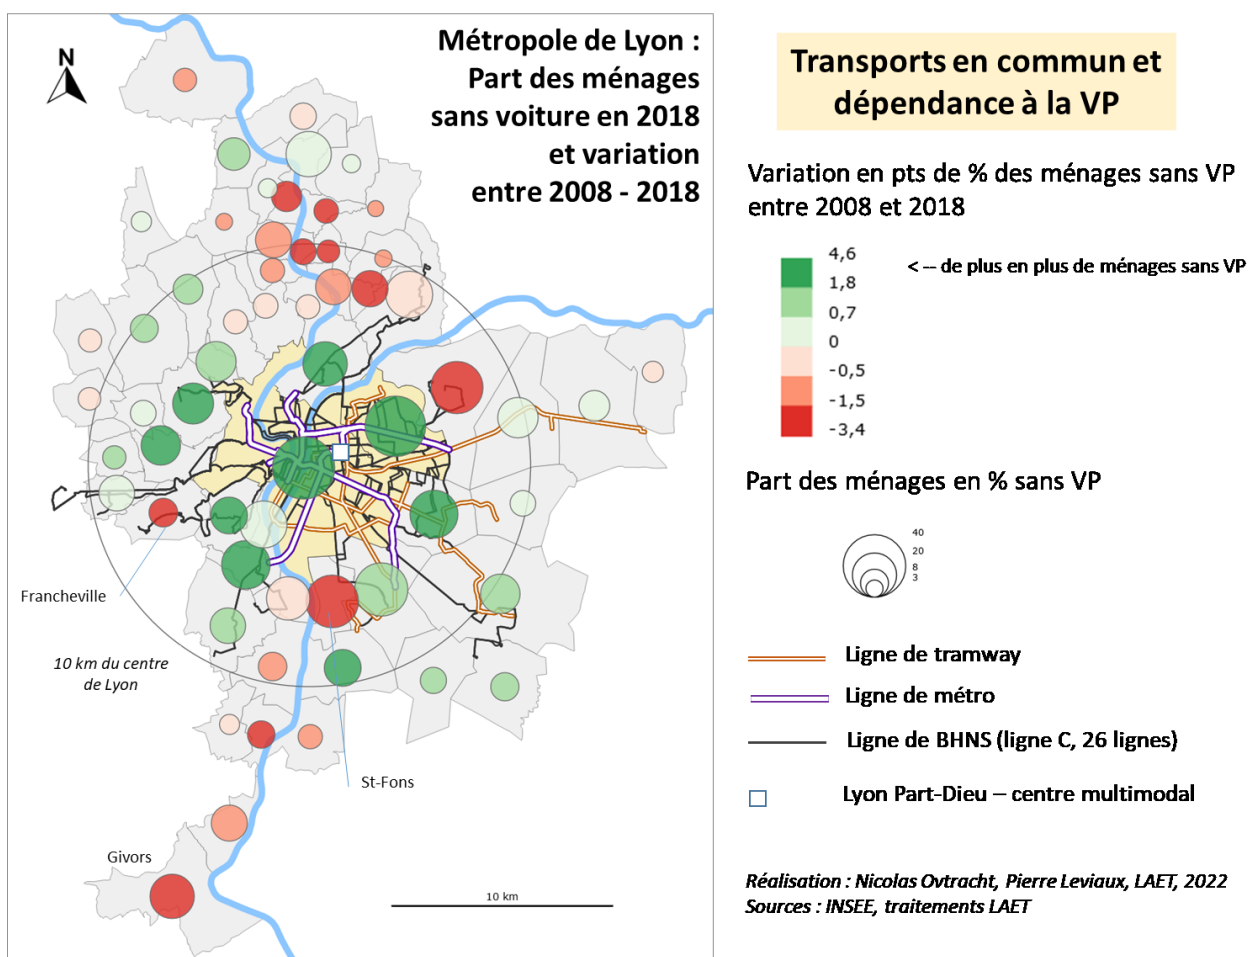 Métropole de Lyon :
Part des ménages
sans voiture en 2018
et variation
entre 2008 - 2018
N
Francheville
10 km du centre
de Lyon
St-Fons
Givors
10 km
Transports en commun et
dépendance à la VP
Variation en pts de % des ménages sans VP
entre 2008 et 2018
4,6
< -- de plus en plus de ménages sans VP
1,8
0,7
0
-0,5
-1,5
-3,4
Part des ménages en % sans VP
40
20
8
3
Ligne de tramway
Ligne de métro
Ligne de BHNS (ligne C, 26 lignes)
Lyon Part-Dieu – centre multimodal
Réalisation : Nicolas Ovtracht, Pierre Leviaux, LAET, 2022
Sources : INSEE, traitements LAET